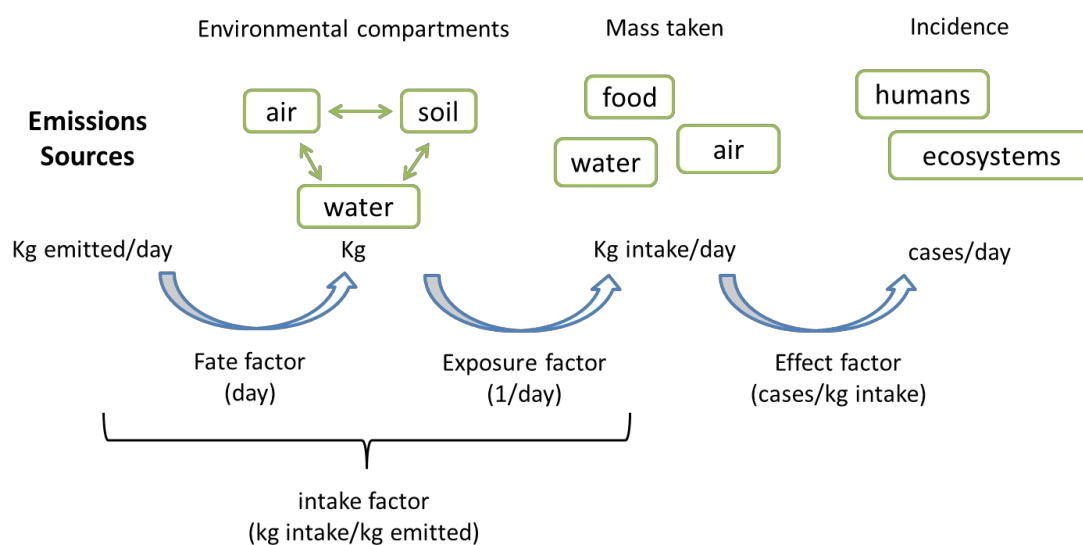 Environmental compartments
Mass taken
Incidence
Emissions
Sources
air
soil
water
food
water
air
humans
ecosystems
Kg emitted/day
Kg
Kg intake/day
cases/day
Fate factor
(day)
Exposure factor
(1/day)
Effect factor
(cases/kg intake)
intake factor
(kg intake/kg emitted)